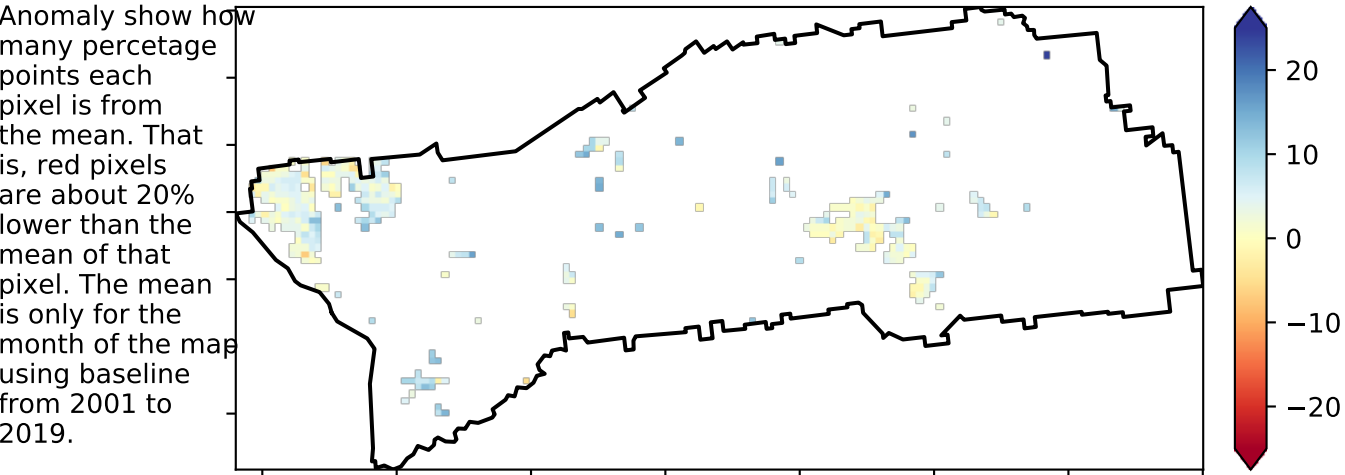 Anomaly show how
many percetage
points each
pixel is from
the mean. That
is, red pixels
are about 20%
lower than the
mean of that
pixel. The mean
is only for the
month of the map
using baseline
from 2001 to
2019.
20
10
0
−10
−20